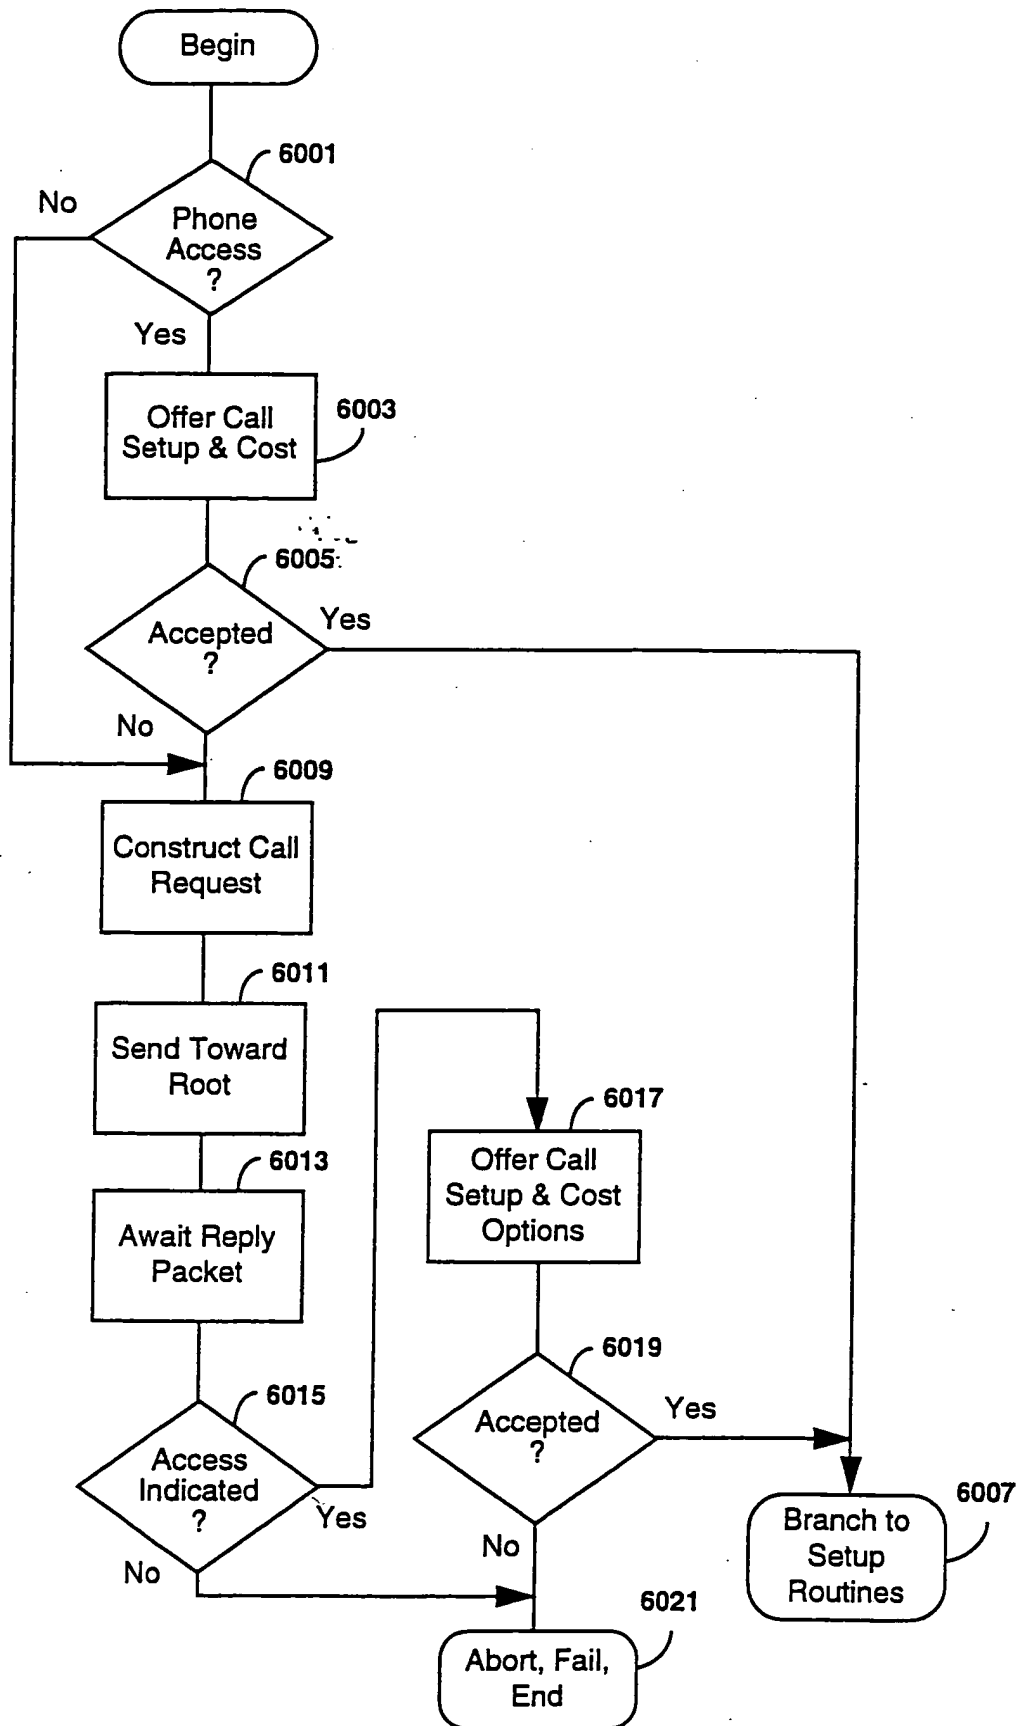 Begin
6001
No
Phone
Access
?
Yes
Offer Call
Setup & Cost
6003
6005
Accepted
?
Yes
No
6009
Construct Call
Request
6011
Send Toward
Root
6013
Await Reply
Packet
6015
Access
Indicated
?
Yes
No
6017
Offer Call
Setup & Cost
Options
6019
Accepted
?
Yes
No
6007
Branch to
Setup
Routines
6021
Abort, Fail,
End